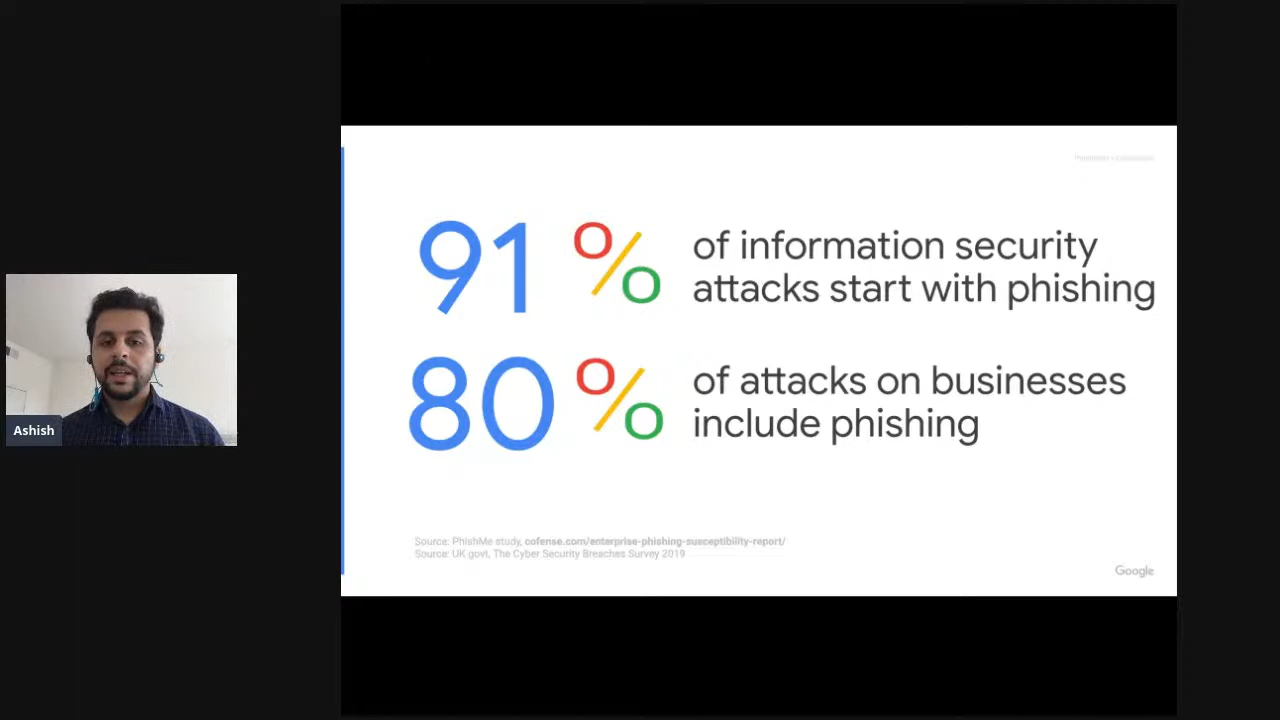 91 %
of information security
attacks start with phishing
80 %
of attacks on businesses
include phishing
Source: PhishMe study, cofense.com/enterprise-phishing-susceptibility-report/
Source: UK govt, The Cyber Security Breaches Survey 2019
Google
Ashish